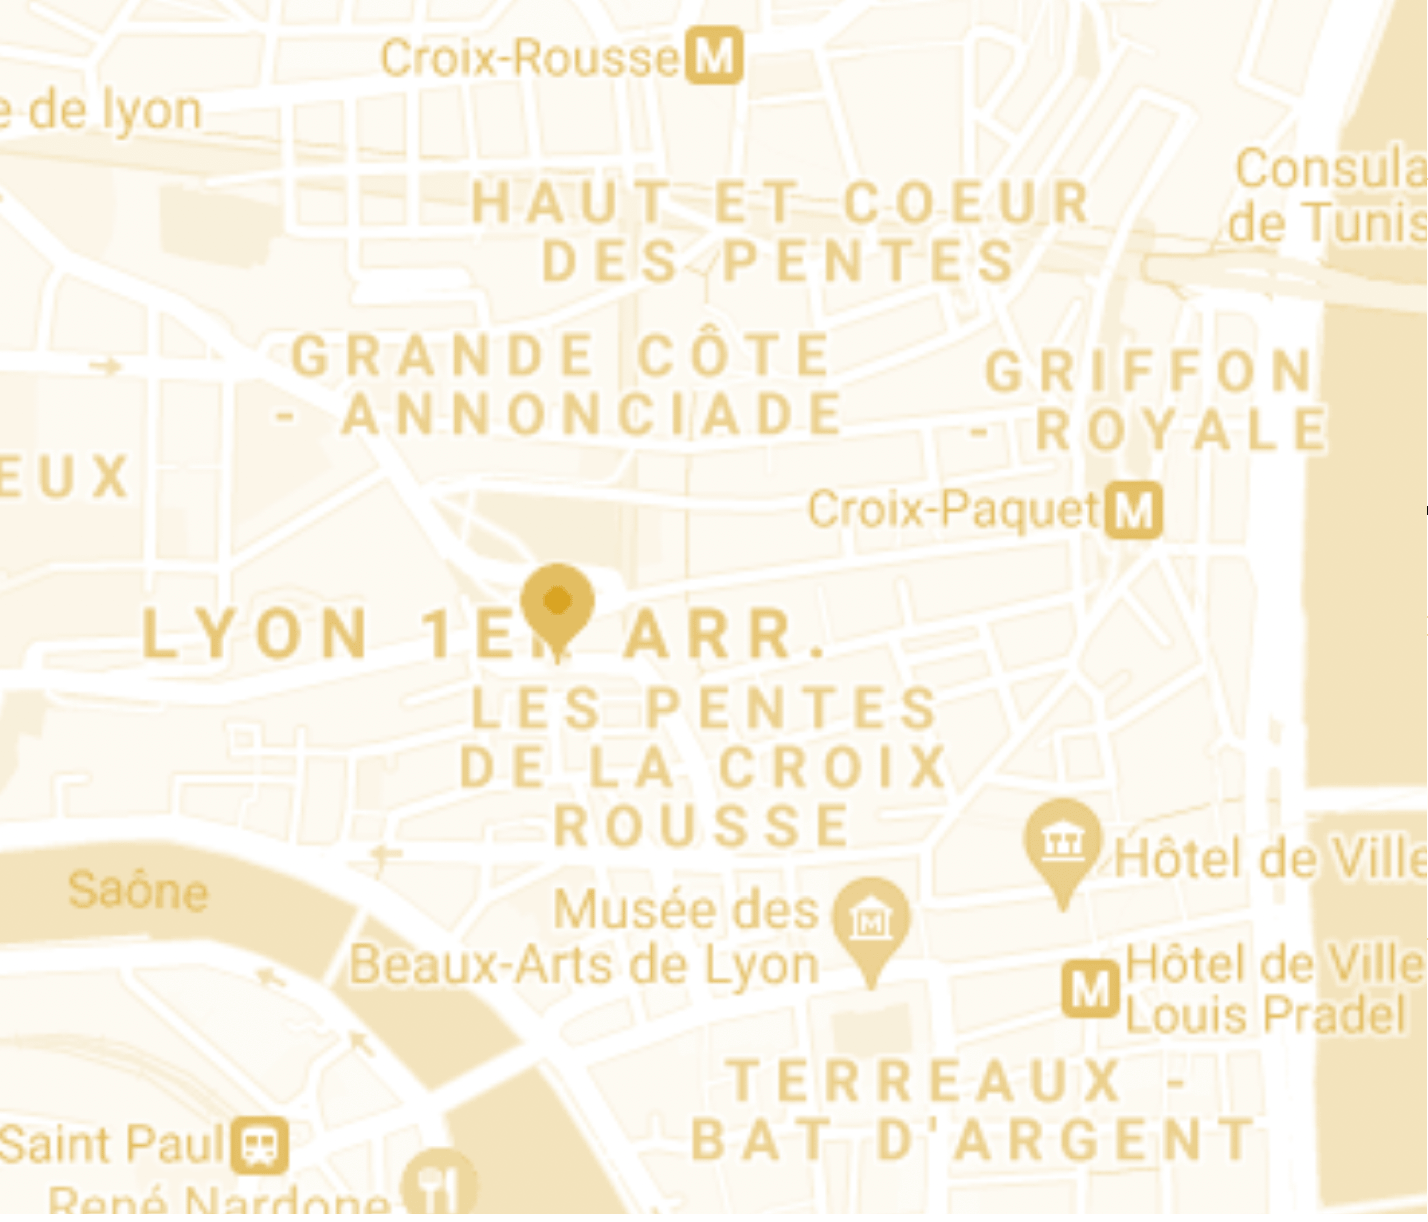 Croix-Rousse M
e de lyon
Consula
de Tunis
HAUT ET COEUR
DES PENTES
GRANDE CÔTE
- ANNONCIADE
GRIFFON
- ROYALE
EUX
Croix-Paquet M
LYON 1ER ARR.
LES PENTES
DE LA CROIX
ROUSSE
Hôtel de Ville
Saône
Musée des
Beaux-Arts de Lyon
M
M
Hôtel de Ville
Louis Pradel
TERREAUX -
BAT D'ARGENT
Saint Paul
René Nardone